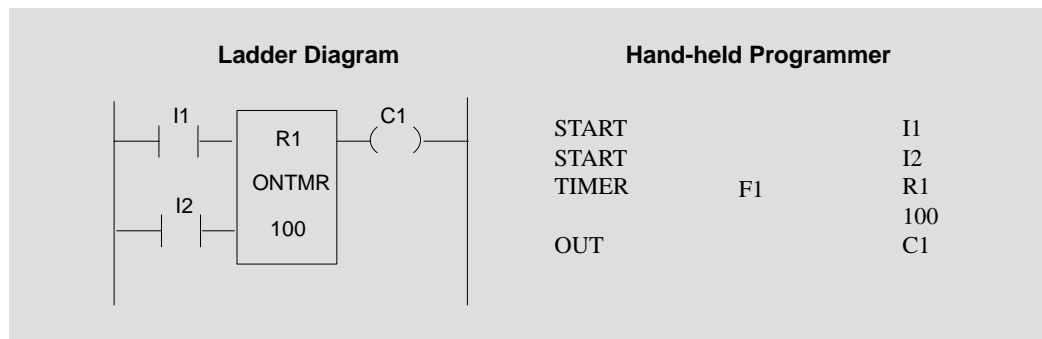 Ladder Diagram
I1
R1
C1
ONTMR
I2
100
Hand-held Programmer
START I1
START I2
TIMER F1 R1
100
OUT C1